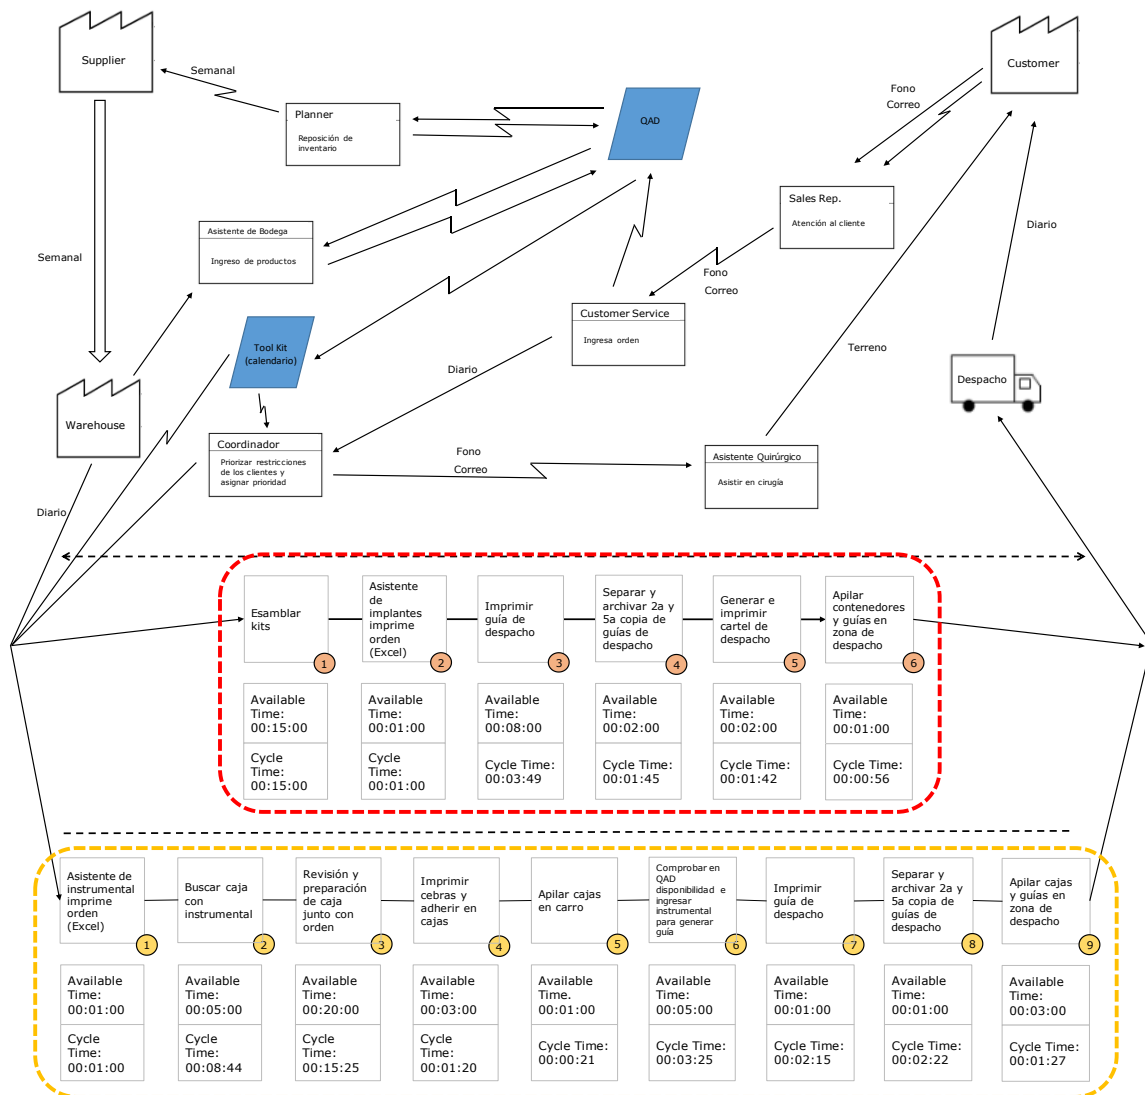 Supplier
Semanal
Planner
Reposición de
inventario
QAD
Customer
Fono
Correo
Sales Rep.
Atención al cliente
Diario
Asistente de Bodega
Ingreso de productos
Semanal
Fono
Correo
Customer Service
Ingresa orden
Tool Kit
(calendario)
Diario
Terreno
Despacho
Warehouse
Coordinador
Priorizar restricciones
de los clientes y
asignar prioridad
Fono
Correo
Asistente Quirúrgico
Asistir en cirugía
Diario
Esamblar
kits
1
Asistente
de
implantes
imprime
orden
(Excel)
2
Imprimir
guía de
despacho
3
Separar y
archivar 2a y
5a copia de
guías de
despacho
4
Generar e
imprimir
cartel de
despacho
5
Apilar
contenedores
y guías en
zona de
despacho
6
Available
Time:
00:15:00
Available
Time:
00:01:00
Available
Time:
00:08:00
Available
Time:
00:02:00
Available
Time:
00:02:00
Available
Time:
00:01:00
Cycle
Time:
00:15:00
Cycle
Time:
00:01:00
Cycle Time:
00:03:49
Cycle Time:
00:01:45
Cycle Time:
00:01:42
Cycle Time:
00:00:56
Asistente de
instrumental
imprime
orden
(Excel)
1
Buscar caja
con
instrumental
2
Revisión y
preparación
de caja
junto con
orden
3
Imprimir
cebras y
adherir en
cajas
4
Apilar cajas
en carro
5
Comprobar en
QAD
disponibilidad e
ingresar
instrumental
para generar
guía
6
Imprimir
guía de
despacho
7
Separar y
archivar 2a y
5a copia de
guías de
despacho
8
Apilar cajas
y guías en
zona de
despacho
9
Available
Time:
00:01:00
Available
Time:
00:05:00
Available
Time:
00:20:00
Available
Time:
00:03:00
Available
Time.
00:01:00
Available
Time:
00:05:00
Available
Time:
00:01:00
Available
Time:
00:01:00
Available
Time:
00:03:00
Cycle
Time:
00:01:00
Cycle
Time:
00:08:44
Cycle
Time:
00:15:25
Cycle
Time:
00:01:20
Cycle Time:
00:00:21
Cycle Time:
00:03:25
Cycle Time:
00:02:15
Cycle Time:
00:02:22
Cycle Time:
00:01:27